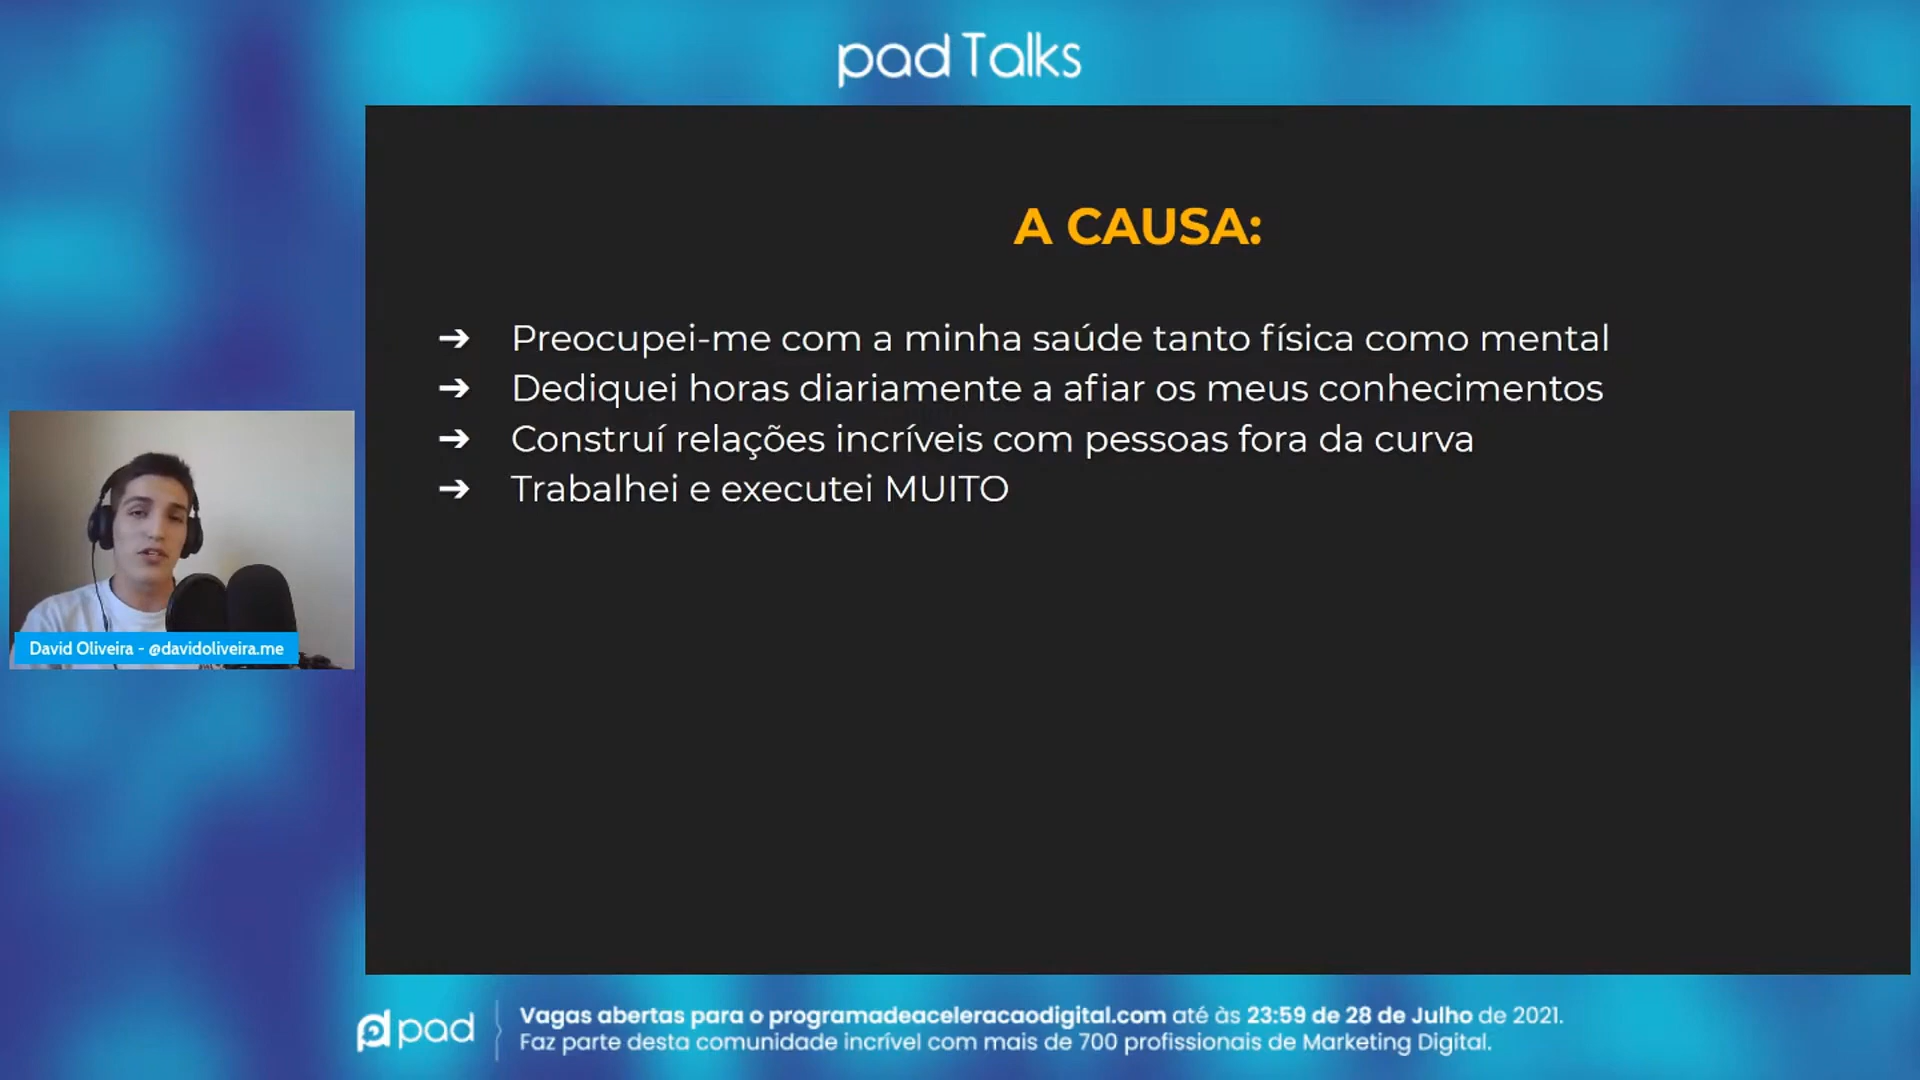 pad Talks
A CAUSA:
➔ Preocupei-me com a minha saúde tanto física como mental
➔ Dediquei horas diariamente a afiar os meus conhecimentos
➔ Construí relações incríveis com pessoas fora da curva
➔ Trabalhei e executei MUITO
David Oliveira - @davidoliveira.me
pad
Vagas abertas para o programadeaceleracaodigital.com até às 23:59 de 28 de Julho de 2021.
Faz parte desta comunidade incrível com mais de 700 profissionais de Marketing Digital.